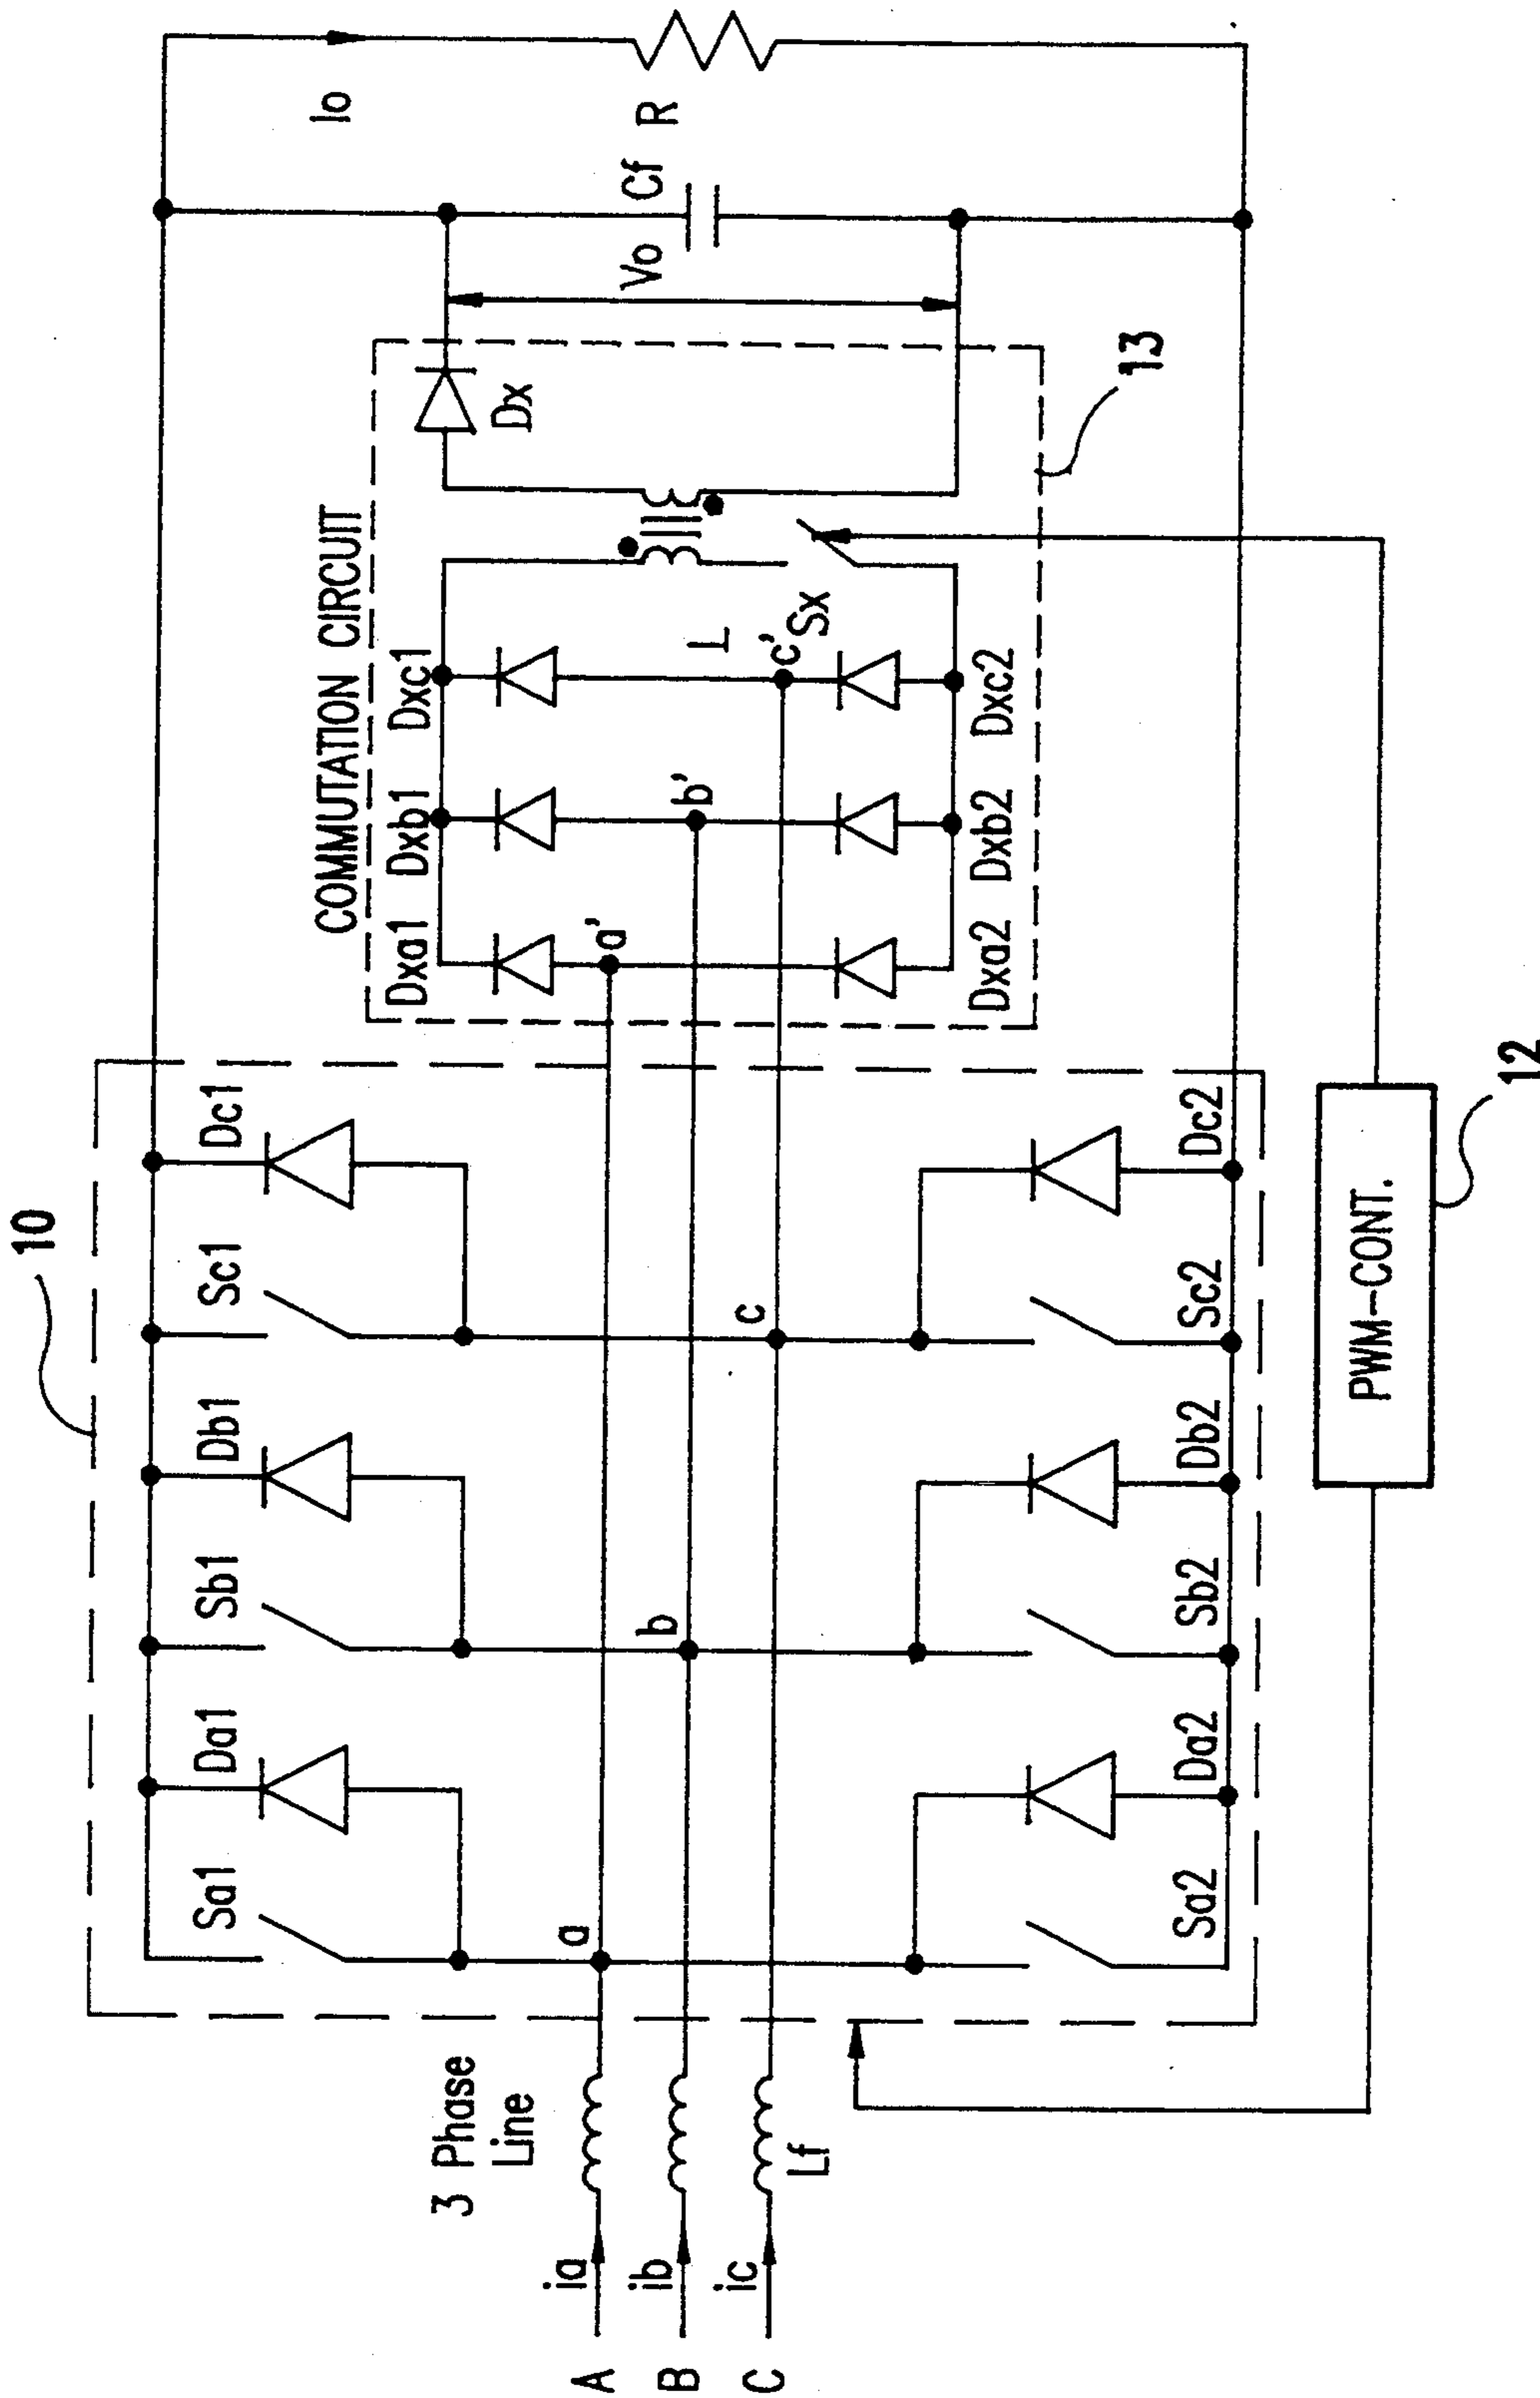 10
Sa1
Da1
Sb1
Db1
Sc1
Dc1
COMMUTATION CIRCUIT
Dxa1
Dxb1
Dxc1
Dx
Io
3 Phase
Line
A
ia
B
ib
C
ic
Lf
a
b
c
a'
b'
c'
L
Sx
Vo
Cf
R
Dxa2
Dxb2
Dxc2
13
Sa2
Da2
Sb2
Db2
Sc2
Dc2
PWM-CONT.
12